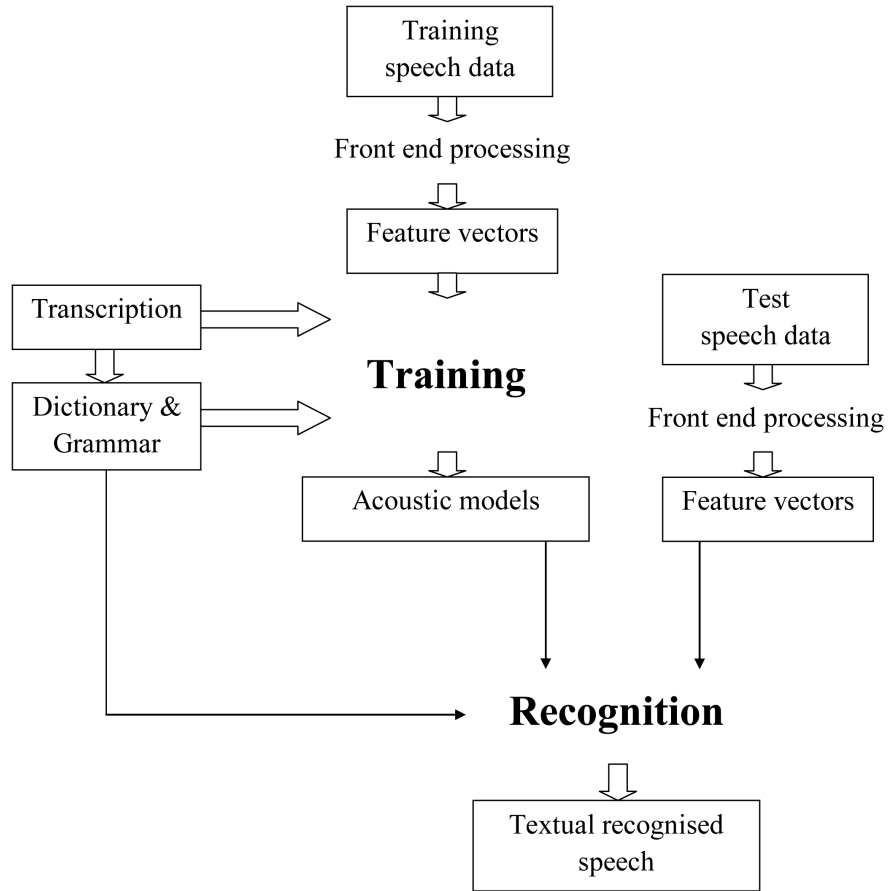 Training
speech data
Front end processing
Feature vectors
Transcription
Dictionary &
Grammar
Training
Acoustic models
Test
speech data
Front end processing
Feature vectors
Recognition
Textual recognised
speech